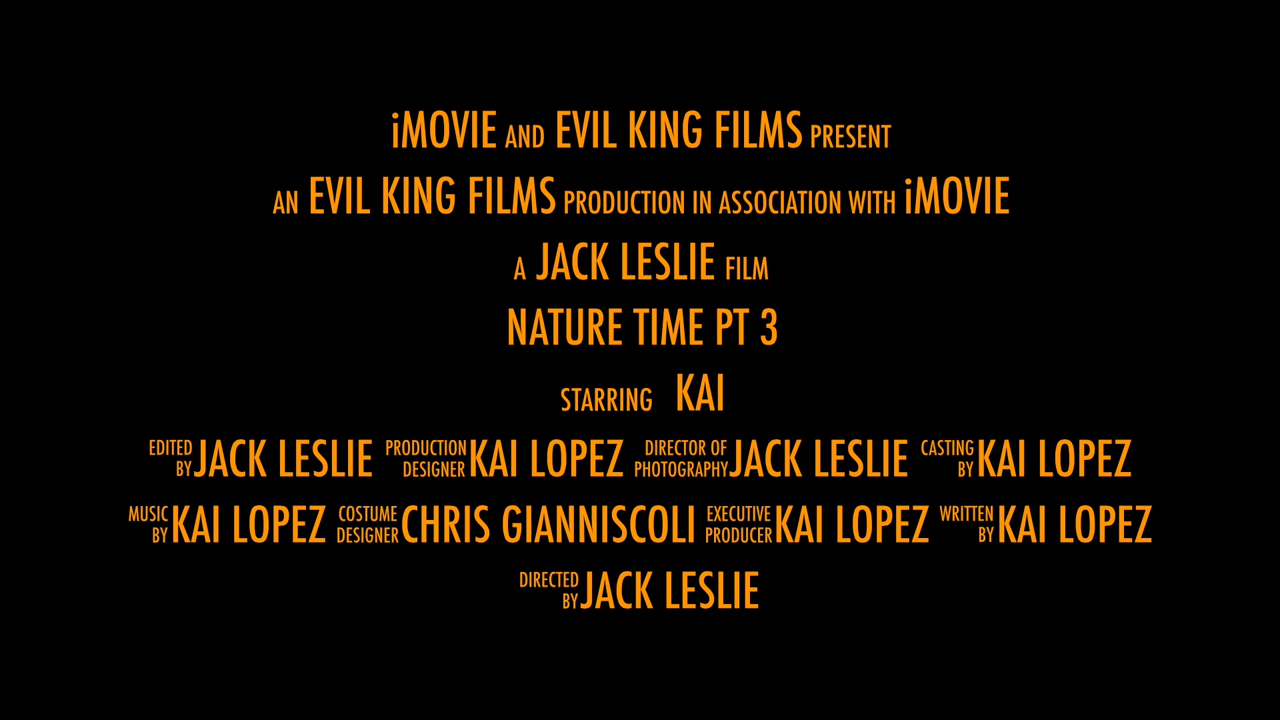 iMOVIE AND EVIL KING FILMS PRESENT
AN EVIL KING FILMS PRODUCTION IN ASSOCIATION WITH iMOVIE
A JACK LESLIE FILM
NATURE TIME PT 3
STARRING KAI
EDITED BY JACK LESLIE PRODUCTION DESIGNER KAI LOPEZ DIRECTOR OF PHOTOGRAPHY JACK LESLIE CASTING BY KAI LOPEZ
MUSIC BY KAI LOPEZ COSTUME DESIGNER CHRIS GIANNISCOLI EXECUTIVE PRODUCER KAI LOPEZ WRITTEN BY KAI LOPEZ
DIRECTED BY JACK LESLIE